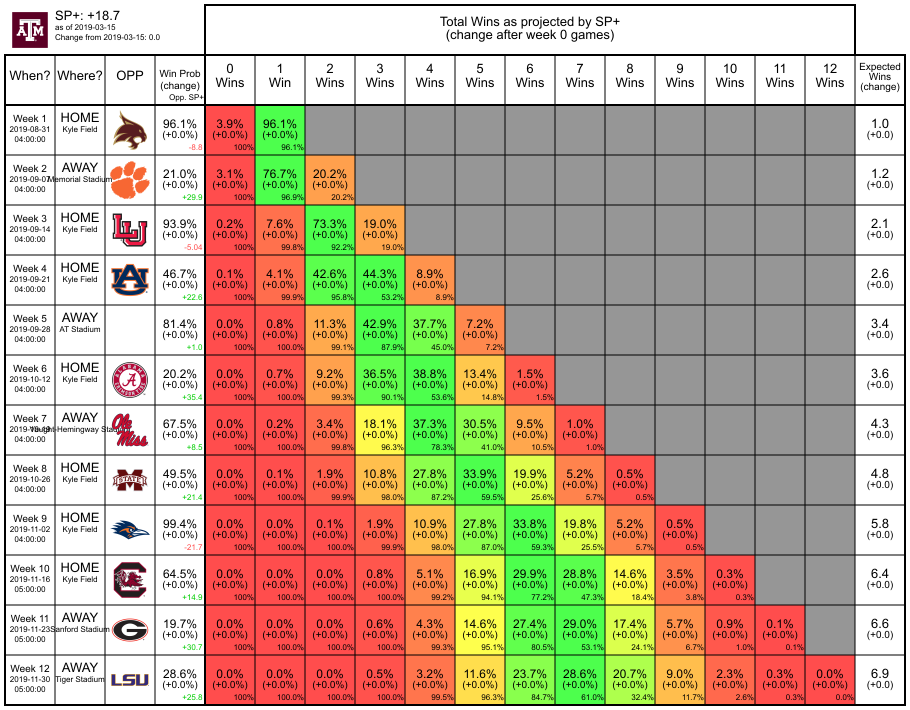 ATM
SP+: +18.7
as of 2019-03-15
Change from 2019-03-15: 0.0
Total Wins as projected by SP+
(change after week 0 games)
When? Where? OPP Win Prob (change) Opp. SP+
0 Wins
1 Win
2 Wins
3 Wins
4 Wins
5 Wins
6 Wins
7 Wins
8 Wins
9 Wins
10 Wins
11 Wins
12 Wins
Expected Wins (change)
Week 1 HOME 96.1% 3.9% 96.1% 1.0
2019-08-31 Kyle Field (+0.0%) (+0.0%) (+0.0%) (+0.0)
04:00:00 -8.8 100% 96.1%
Week 2 AWAY 21.0% 3.1% 76.7% 20.2% 1.2
2019-09-07 Memorial Stadium (+0.0%) (+0.0%) (+0.0%) (+0.0%) (+0.0)
04:00:00 +29.9 100% 96.9% 20.2%
Week 3 HOME LU 93.9% 0.2% 7.6% 73.3% 19.0% 2.1
2019-09-14 Kyle Field (+0.0%) (+0.0%) (+0.0%) (+0.0%) (+0.0%) (+0.0)
04:00:00 -5.04 100% 99.8% 92.2% 19.0%
Week 4 HOME AU 46.7% 0.1% 4.1% 42.6% 44.3% 8.9% 2.6
2019-09-21 Kyle Field (+0.0%) (+0.0%) (+0.0%) (+0.0%) (+0.0%) (+0.0%) (+0.0)
04:00:00 +22.6 100% 99.9% 95.8% 53.2% 8.9%
Week 5 AWAY 81.4% 0.0% 0.8% 11.3% 42.9% 37.7% 7.2% 3.4
2019-09-28 AT Stadium (+0.0%) (+0.0%) (+0.0%) (+0.0%) (+0.0%) (+0.0%) (+0.0%) (+0.0)
04:00:00 +1.0 100% 100.0% 99.1% 87.9% 45.0% 7.2%
Week 6 HOME A 20.2% 0.0% 0.7% 9.2% 36.5% 38.8% 13.4% 1.5% 3.6
2019-10-12 Kyle Field (+0.0%) (+0.0%) (+0.0%) (+0.0%) (+0.0%) (+0.0%) (+0.0%) (+0.0%) (+0.0)
04:00:00 +35.4 100% 100.0% 99.3% 90.1% 53.6% 14.8% 1.5%
Week 7 AWAY Ole Miss 67.5% 0.0% 0.2% 3.4% 18.1% 37.3% 30.5% 9.5% 1.0% 4.3
Hemingway (+0.0%) (+0.0%) (+0.0%) (+0.0%) (+0.0%) (+0.0%) (+0.0%) (+0.0%) (+0.0%) (+0.0)
04:00:00 +8.5 100% 100.0% 99.8% 96.3% 78.3% 41.0% 10.5% 1.0%
Week 8 HOME STATE 49.5% 0.0% 0.1% 1.9% 10.8% 27.8% 33.9% 19.9% 5.2% 0.5% 4.8
2019-10-26 Kyle Field (+0.0%) (+0.0%) (+0.0%) (+0.0%) (+0.0%) (+0.0%) (+0.0%) (+0.0%) (+0.0%) (+0.0%) (+0.0)
04:00:00 +21.4 100% 100.0% 99.9% 98.0% 87.2% 59.5% 25.6% 5.7% 0.5%
Week 9 HOME 99.4% 0.0% 0.0% 0.1% 1.9% 10.9% 27.8% 33.8% 19.8% 5.2% 0.5% 5.8
2019-11-02 Kyle Field (+0.0%) (+0.0%) (+0.0%) (+0.0%) (+0.0%) (+0.0%) (+0.0%) (+0.0%) (+0.0%) (+0.0%) (+0.0%) (+0.0)
04:00:00 -21.7 100% 100.0% 100.0% 99.9% 98.0% 87.0% 59.3% 25.5% 5.7% 0.5%
Week 10 HOME C 64.5% 0.0% 0.0% 0.0% 0.8% 5.1% 16.9% 29.9% 28.8% 14.6% 3.5% 0.3% 6.4
2019-11-16 Kyle Field (+0.0%) (+0.0%) (+0.0%) (+0.0%) (+0.0%) (+0.0%) (+0.0%) (+0.0%) (+0.0%) (+0.0%) (+0.0%) (+0.0%) (+0.0)
05:00:00 +14.9 100% 100.0% 100.0% 100.0% 99.2% 94.1% 77.2% 47.3% 18.4% 3.8% 0.3%
Week 11 AWAY G 19.7% 0.0% 0.0% 0.0% 0.6% 4.3% 14.6% 27.4% 29.0% 17.4% 5.7% 0.9% 0.1% 6.6
2019-11-23 Sanford Stadium (+0.0%) (+0.0%) (+0.0%) (+0.0%) (+0.0%) (+0.0%) (+0.0%) (+0.0%) (+0.0%) (+0.0%) (+0.0%) (+0.0%) (+0.0%) (+0.0)
05:00:00 +30.7 100% 100.0% 100.0% 100.0% 99.3% 95.1% 80.5% 53.1% 24.1% 6.7% 1.0% 0.1%
Week 12 AWAY LSU 28.6% 0.0% 0.0% 0.0% 0.5% 3.2% 11.6% 23.7% 28.6% 20.7% 9.4% 2.3% 0.3% 0.0% 6.9
2019-11-30 Tiger Stadium (+0.0%) (+0.0%) (+0.0%) (+0.0%) (+0.0%) (+0.0%) (+0.0%) (+0.0%) (+0.0%) (+0.0%) (+0.0%) (+0.0%) (+0.0%) (+0.0%) (+0.0)
05:00:00 +25.8 100% 100.0% 100.0% 100.0% 99.5% 96.3% 84.7% 61.0% 32.4% 11.7% 2.6% 0.3% 0.0%